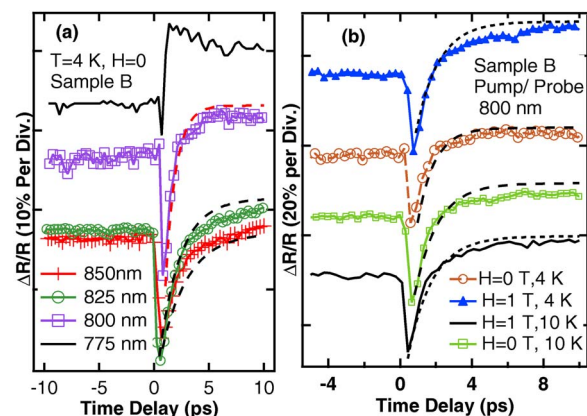 (a)
T=4 K, H=0
Sample B
ΔR/R (10% Per Div.)
850nm
825 nm
800 nm
775 nm
-10 -5 0 5 10
Time Delay (ps)
(b)
Sample B
Pump/ Probe
800 nm
ΔR/R (20% per Div.)
H=0 T,4 K
H=1 T, 4 K
H=1 T,10 K
H=0 T, 10 K
-4 0 4 8
Time Delay (ps)